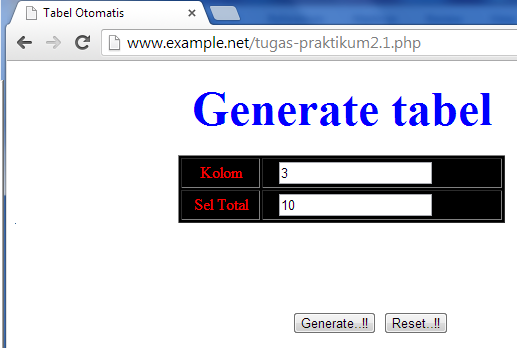 Tabel Otomatis
www.example.net/tugas-praktikum2.1.php
Generate tabel
Kolom 3
Sel Total 10
Generate..!! Reset..!!